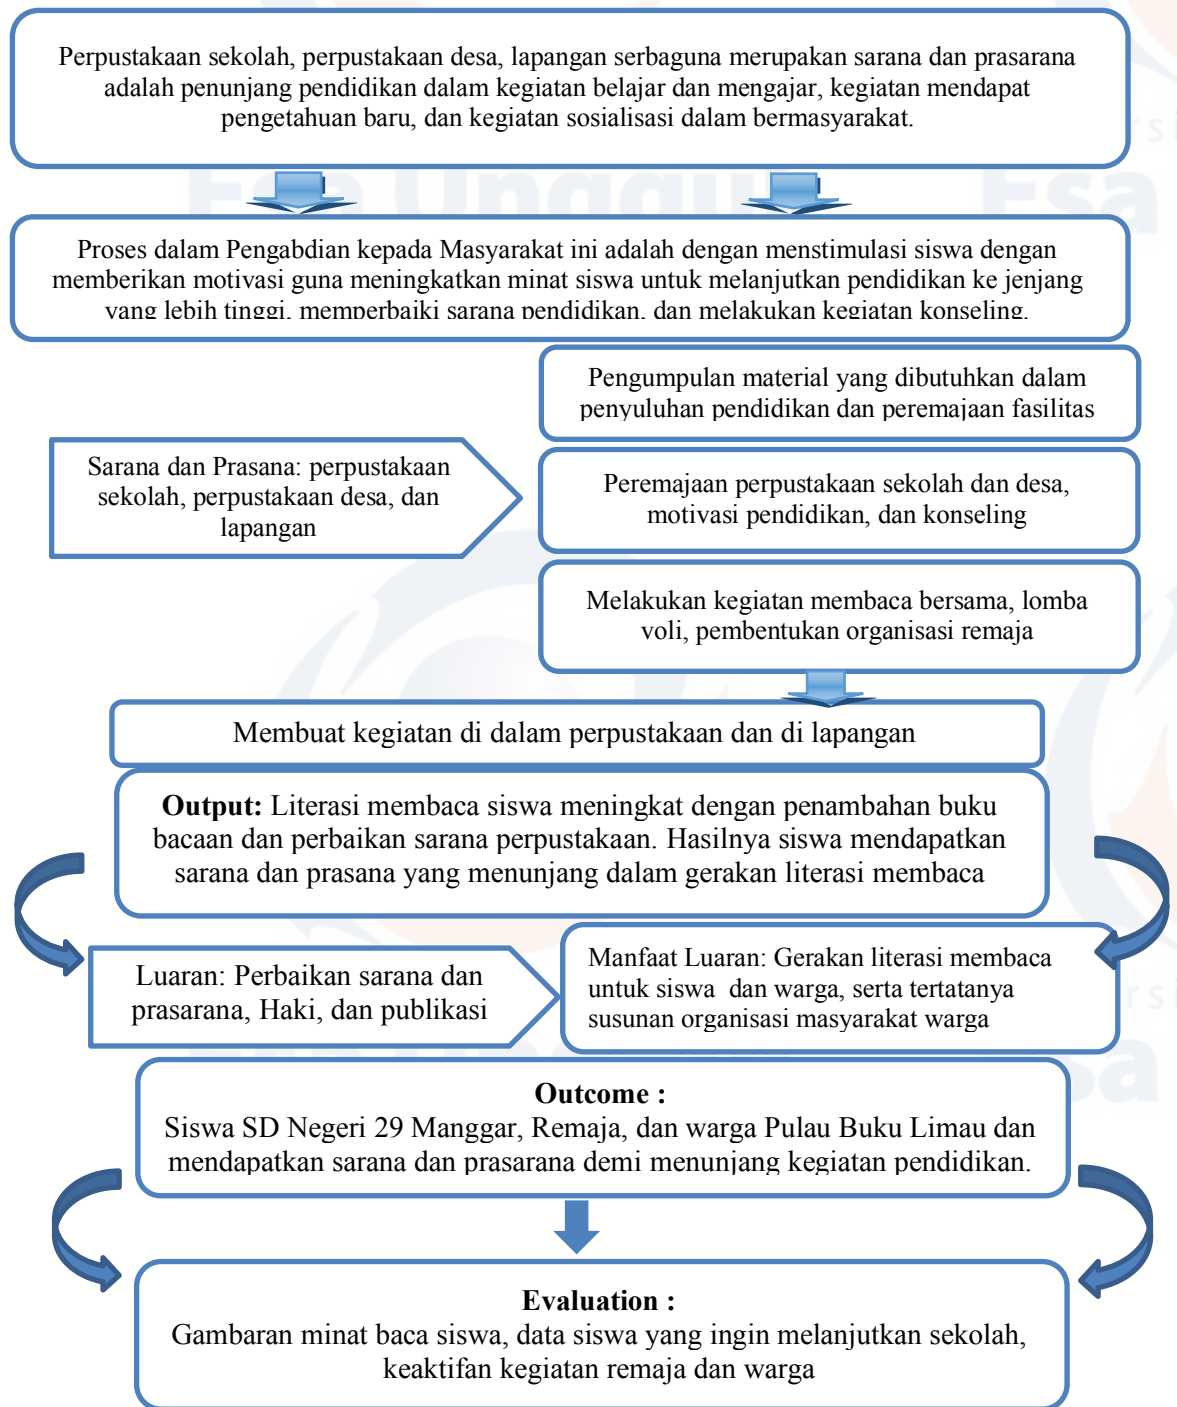 Perpustakaan sekolah, perpustakaan desa, lapangan serbaguna merupakan sarana dan prasarana
adalah penunjang pendidikan dalam kegiatan belajar dan mengajar, kegiatan mendapat
pengetahuan baru, dan kegiatan sosialisasi dalam bermasyarakat.
Esa Unggul
Esa
Proses dalam Pengabdian kepada Masyarakat ini adalah dengan menstimulasi siswa dengan
memberikan motivasi guna meningkatkan minat siswa untuk melanjutkan pendidikan ke jenjang
yang lebih tinggi, memperbaiki sarana pendidikan, dan melakukan kegiatan konseling.
Pengumpulan material yang dibutuhkan dalam
penyuluhan pendidikan dan peremajaan fasilitas
Sarana dan Prasana: perpustakaan
sekolah, perpustakaan desa, dan
lapangan
Peremajaan perpustakaan sekolah dan desa,
motivasi pendidikan, dan konseling
Melakukan kegiatan membaca bersama, lomba
voli, pembentukan organisasi remaja
Membuat kegiatan di dalam perpustakaan dan di lapangan
Output: Literasi membaca siswa meningkat dengan penambahan buku
bacaan dan perbaikan sarana perpustakaan. Hasilnya siswa mendapatkan
sarana dan prasana yang menunjang dalam gerakan literasi membaca
Luaran: Perbaikan sarana dan
prasarana, Haki, dan publikasi
Manfaat Luaran: Gerakan literasi membaca
untuk siswa dan warga, serta tertatanya
susunan organisasi masyarakat warga
Outcome :
Siswa SD Negeri 29 Manggar, Remaja, dan warga Pulau Buku Limau dan
mendapatkan sarana dan prasarana demi menunjang kegiatan pendidikan.
Evaluation :
Gambaran minat baca siswa, data siswa yang ingin melanjutkan sekolah,
keaktifan kegiatan remaja dan warga